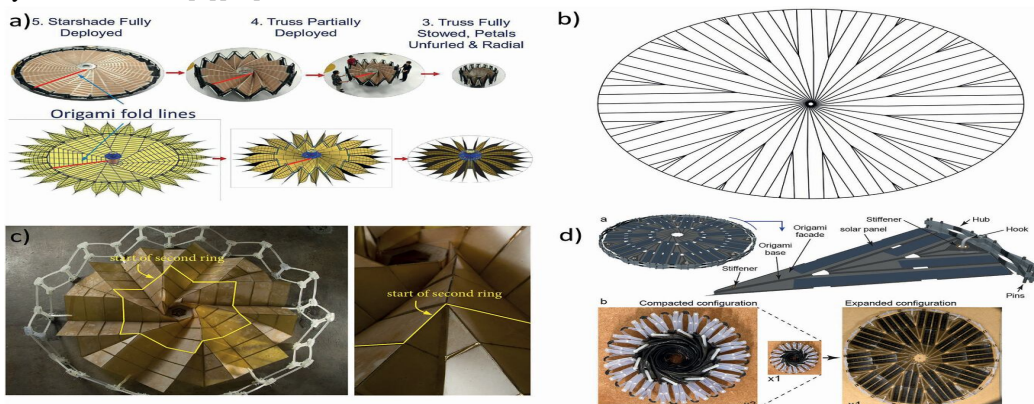 a)
5. Starshade Fully
Deployed
4. Truss Partially
Deployed
3. Truss Fully
Stowed, Petals
Unfurled & Radial
Origami fold lines
b)
c)
start of second ring
start of second ring
d)
a
Stiffener
Origami
base
Origami
facade
solar panel
Stiffener
Hub
Hook
Pins
b
Compacted configuration
Expanded configuration
x1